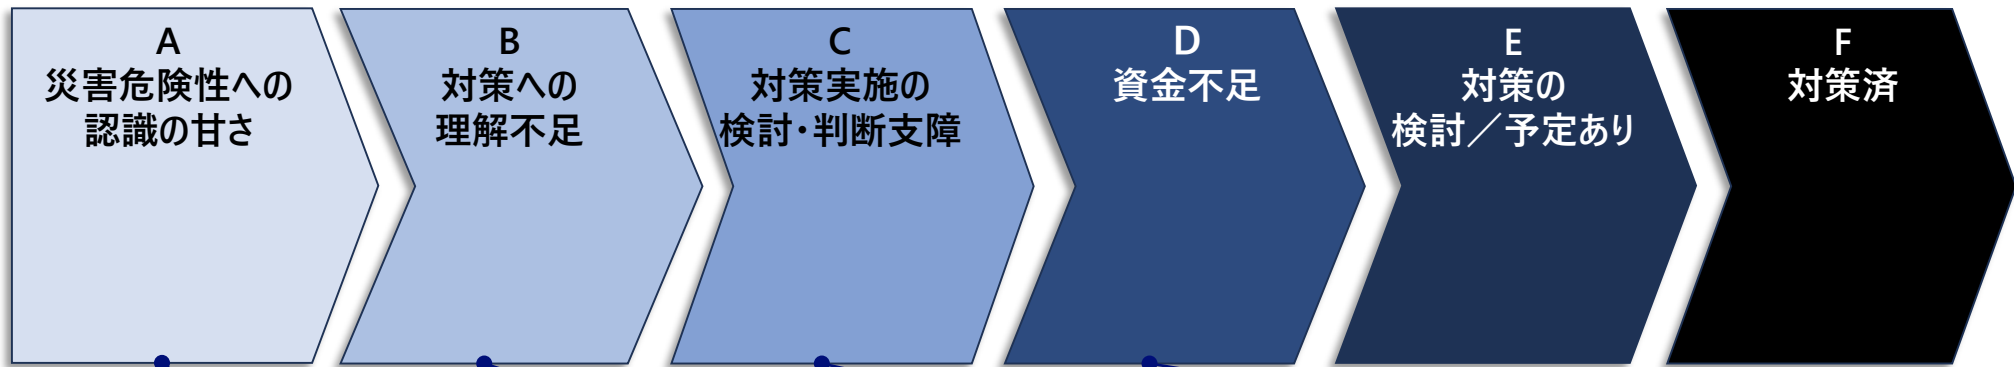 A
災害危険性への
認識の甘さ
B
対策への
理解不足
C
対策実施の
検討・判断支障
D
資金不足
E
対策の
検討／予定あり
F
対策済